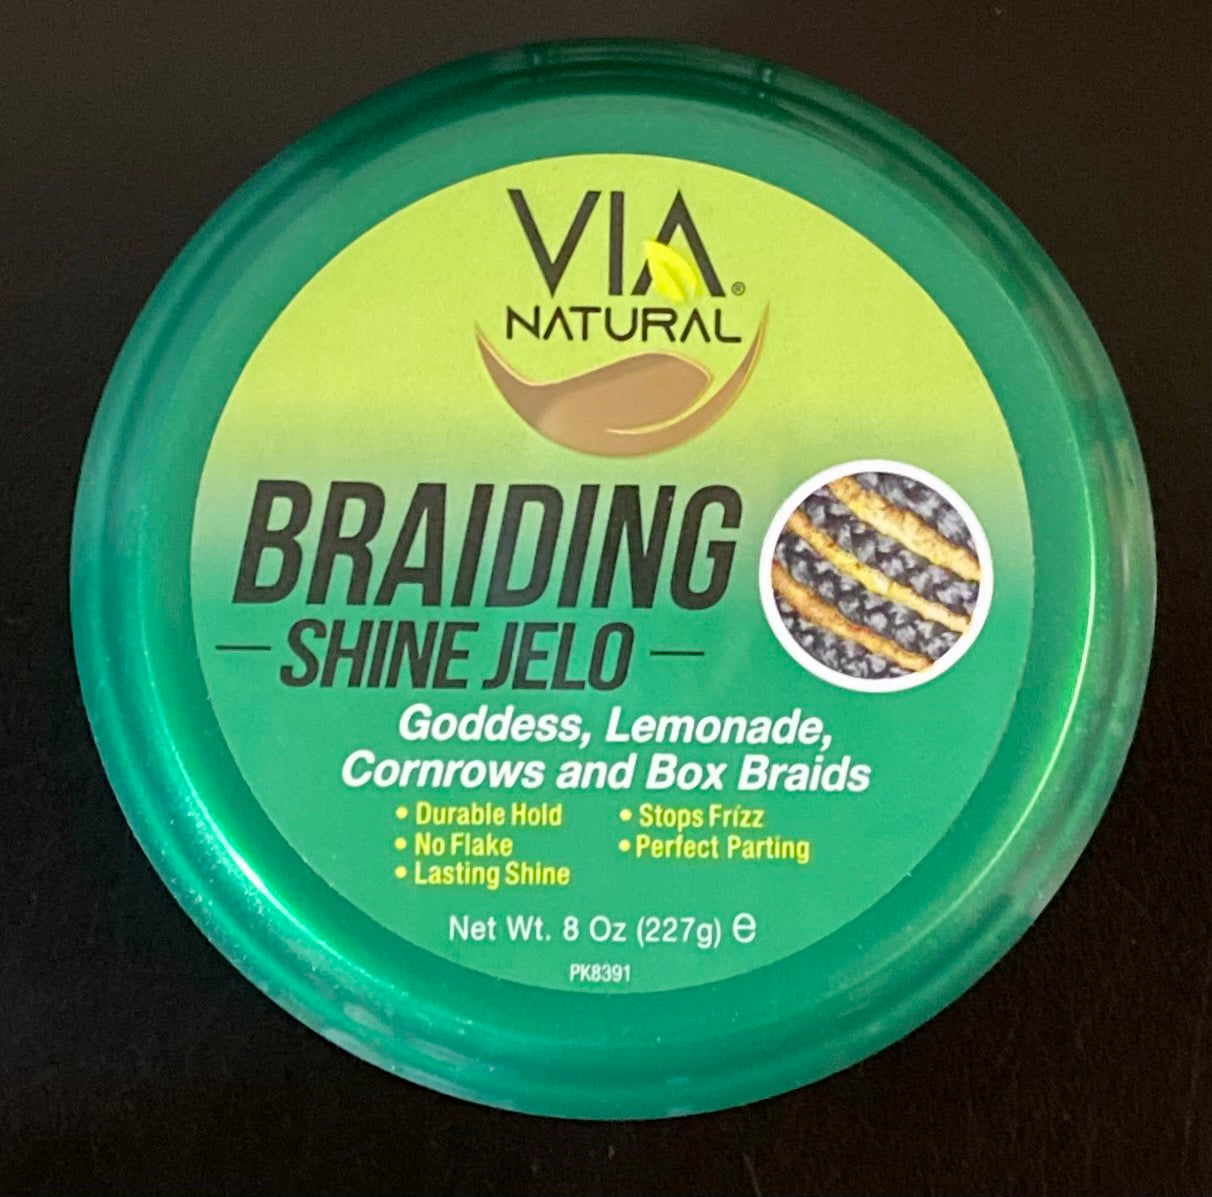 VIA®
NATURAL
BRAIDING
— SHINE JELO —
Goddess, Lemonade,
Cornrows and Box Braids
• Durable Hold
• No Flake
• Lasting Shine
• Stops Frizz
• Perfect Parting
Net Wt. 8 Oz (227g) ℮
PK8391